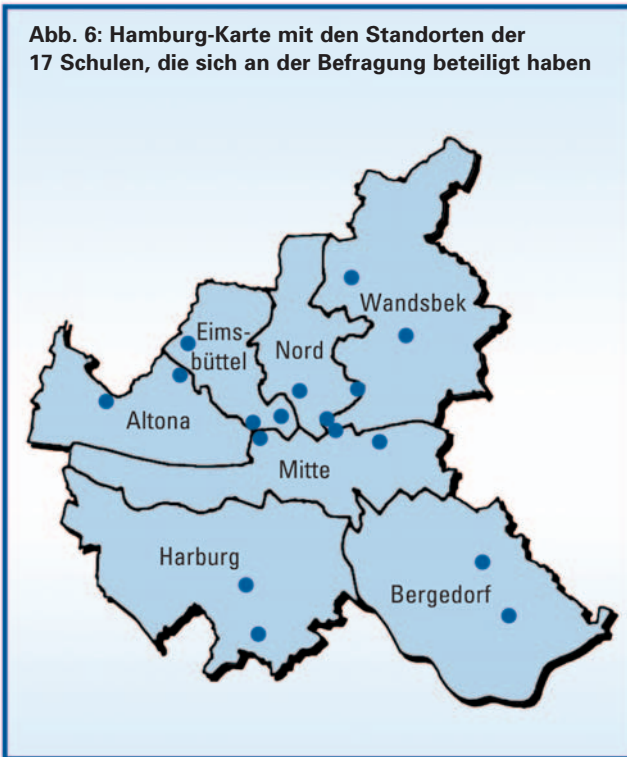 Abb. 6: Hamburg-Karte mit den Standorten der
17 Schulen, die sich an der Befragung beteiligt haben
Wandsbek
Eims-
büttel
Nord
Altona
Mitte
Harburg
Bergedorf